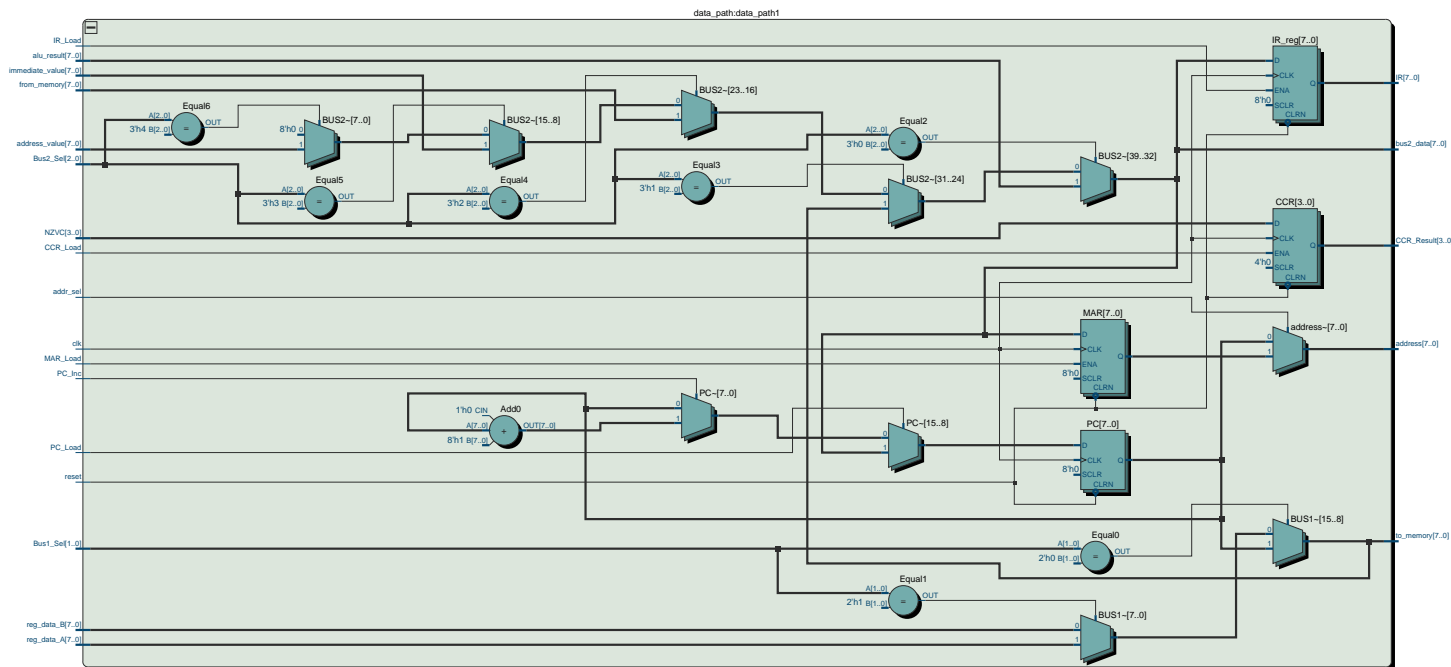 data_path:data_path1
IR_Load
alu_result[7..0]
immediate_value[7..0]
from_memory[7..0]
address_value[7..0]
Bus2_Sel[2..0]
NZVC[3..0]
CCR_Load
addr_sel
clk
MAR_Load
PC_Inc
PC_Load
reset
Bus1_Sel[1..0]
reg_data_B[7..0]
reg_data_A[7..0]
Equal6
A[2..0]
3'h4 B[2..0]
OUT
=
BUS2~[7..0]
8'h0 0
1
Equal5
A[2..0]
3'h3 B[2..0]
OUT
=
BUS2~[15..8]
0
1
Equal4
A[2..0]
3'h2 B[2..0]
OUT
=
BUS2~[23..16]
0
1
Equal3
A[2..0]
3'h1 B[2..0]
OUT
=
Equal2
A[2..0]
3'h0 B[2..0]
OUT
=
BUS2~[31..24]
0
1
BUS2~[39..32]
0
1
IR_reg[7..0]
D
CLK
ENA
8'h0 SCLR
CLRN
Q
CCR[3..0]
D
CLK
ENA
4'h0 SCLR
CLRN
Q
MAR[7..0]
D
CLK
ENA
8'h0 SCLR
CLRN
Q
address~[7..0]
0
1
Add0
1'h0 CIN
A[7..0]
8'h1 B[7..0]
OUT[7..0]
+
PC~[7..0]
0
1
PC~[15..8]
0
1
PC[7..0]
D
CLK
8'h0 SCLR
CLRN
Q
Equal0
A[1..0]
2'h0 B[1..0]
OUT
=
Equal1
A[1..0]
2'h1 B[1..0]
OUT
=
BUS1~[15..8]
0
1
BUS1~[7..0]
0
1
IR[7..0]
bus2_data[7..0]
CCR_Result[3..0
address[7..0]
to_memory[7..0]